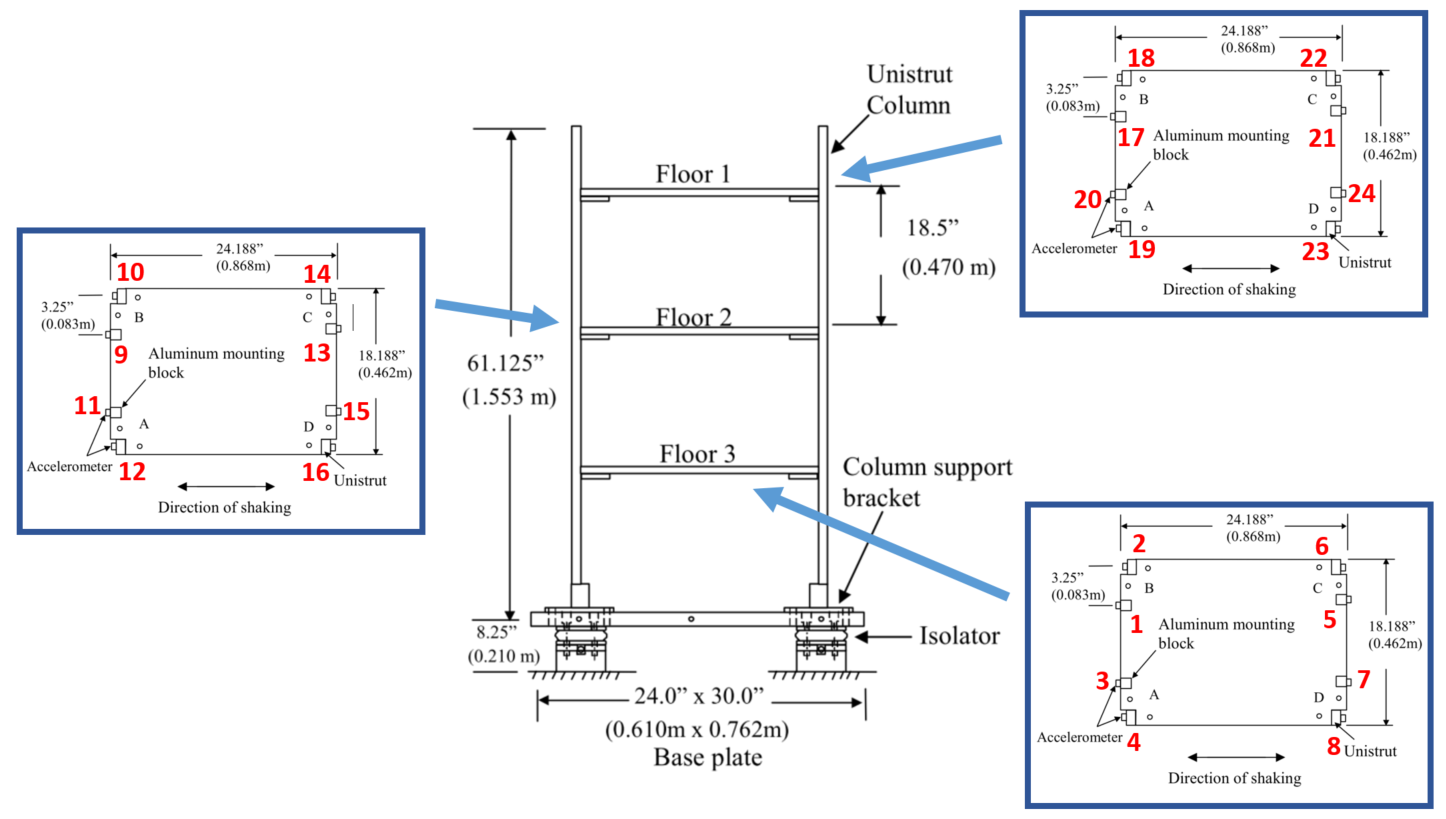 Unistrut
Column
Floor 1
18.5”
(0.470 m)
Floor 2
61.125”
(1.553 m)
Floor 3
Column support
bracket
8.25”
(0.210 m)
Isolator
24.0” x 30.0”
(0.610m x 0.762m)
Base plate
24.188”
(0.868m)
10
14
3.25”
(0.083m)
B
C
9
Aluminum mounting
block
13
18.188”
(0.462m)
11
15
A
D
Accelerometer
12
16
Unistrut
Direction of shaking
24.188”
(0.868m)
18
22
3.25”
(0.083m)
B
C
17
Aluminum mounting
block
21
18.188”
(0.462m)
20
24
A
D
Accelerometer
19
23
Unistrut
Direction of shaking
24.188”
(0.868m)
2
6
3.25”
(0.083m)
B
C
1
Aluminum mounting
block
5
18.188”
(0.462m)
3
7
A
D
Accelerometer
4
8
Unistrut
Direction of shaking